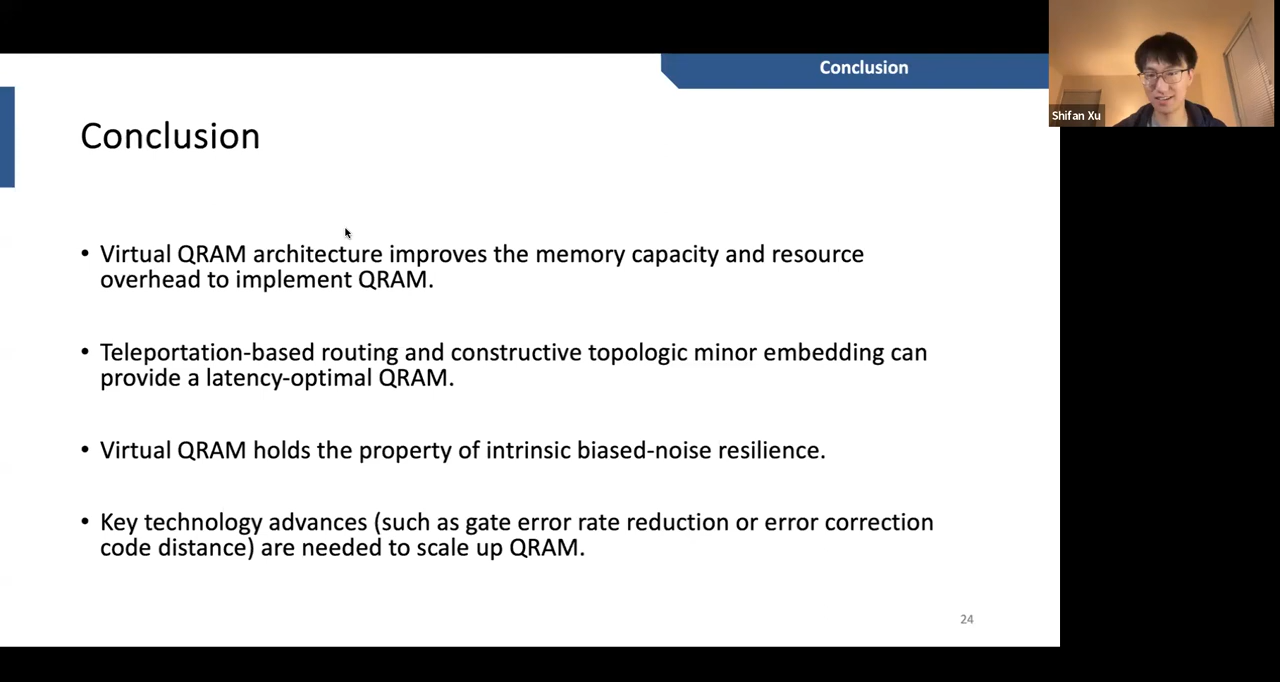 Conclusion
Shifan Xu
Conclusion
• Virtual QRAM architecture improves the memory capacity and resource
overhead to implement QRAM.
• Teleportation-based routing and constructive topologic minor embedding can
provide a latency-optimal QRAM.
• Virtual QRAM holds the property of intrinsic biased-noise resilience.
• Key technology advances (such as gate error rate reduction or error correction
code distance) are needed to scale up QRAM.
24